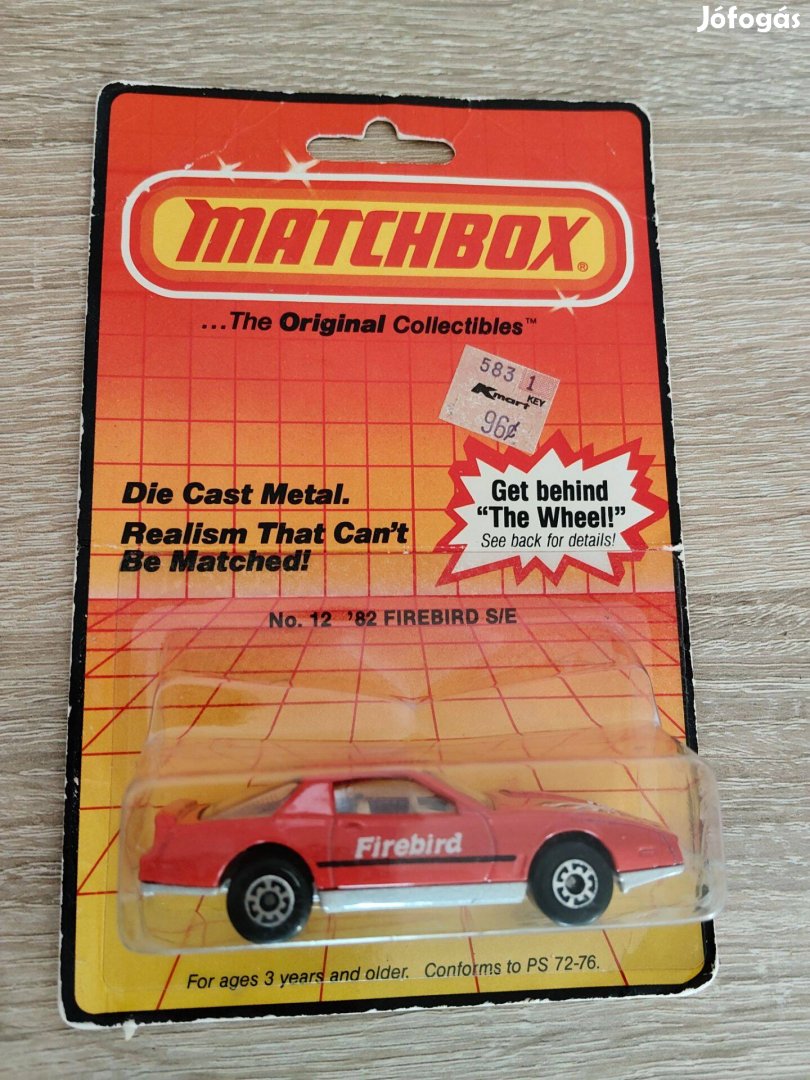 Jófogás
MATCHBOX®
...The Original Collectibles™
583 1
KEY
Kmart
96¢
Die Cast Metal.
Realism That Can't
Be Matched!
Get behind
“The Wheel!”
See back for details!
No. 12 '82 FIREBIRD S/E
Firebird
For ages 3 years and older. Conforms to PS 72-76.